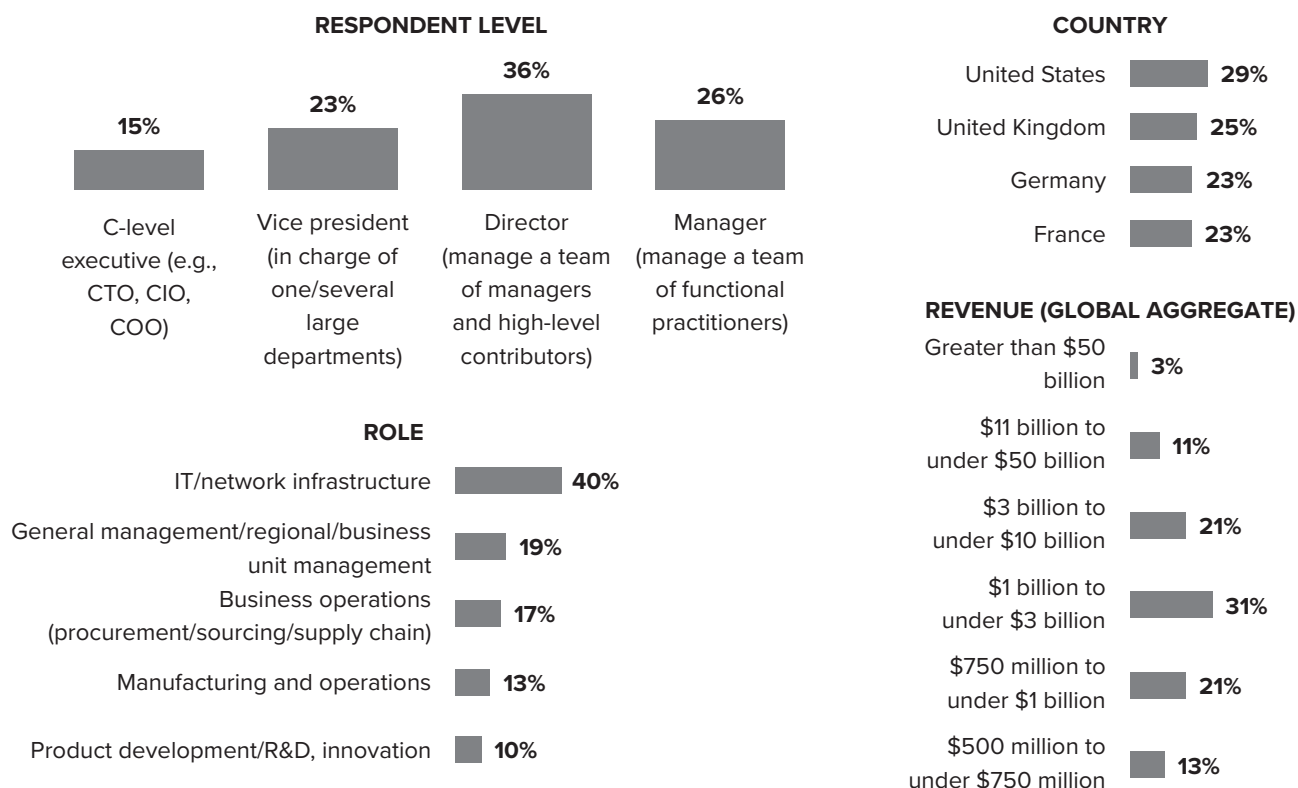 RESPONDENT LEVEL
15%
23%
36%
26%
C-level
executive (e.g.,
CTO, CIO,
COO)
Vice president
(in charge of
one/several
large
departments)
Director
(manage a team
of managers
and high-level
contributors)
Manager
(manage a team
of functional
practitioners)
ROLE
IT/network infrastructure 40%
General management/regional/business
unit management 19%
Business operations
(procurement/sourcing/supply chain) 17%
Manufacturing and operations 13%
Product development/R&D, innovation 10%
COUNTRY
United States 29%
United Kingdom 25%
Germany 23%
France 23%
REVENUE (GLOBAL AGGREGATE)
Greater than $50
billion 3%
$11 billion to
under $50 billion 11%
$3 billion to
under $10 billion 21%
$1 billion to
under $3 billion 31%
$750 million to
under $1 billion 21%
$500 million to
under $750 million 13%